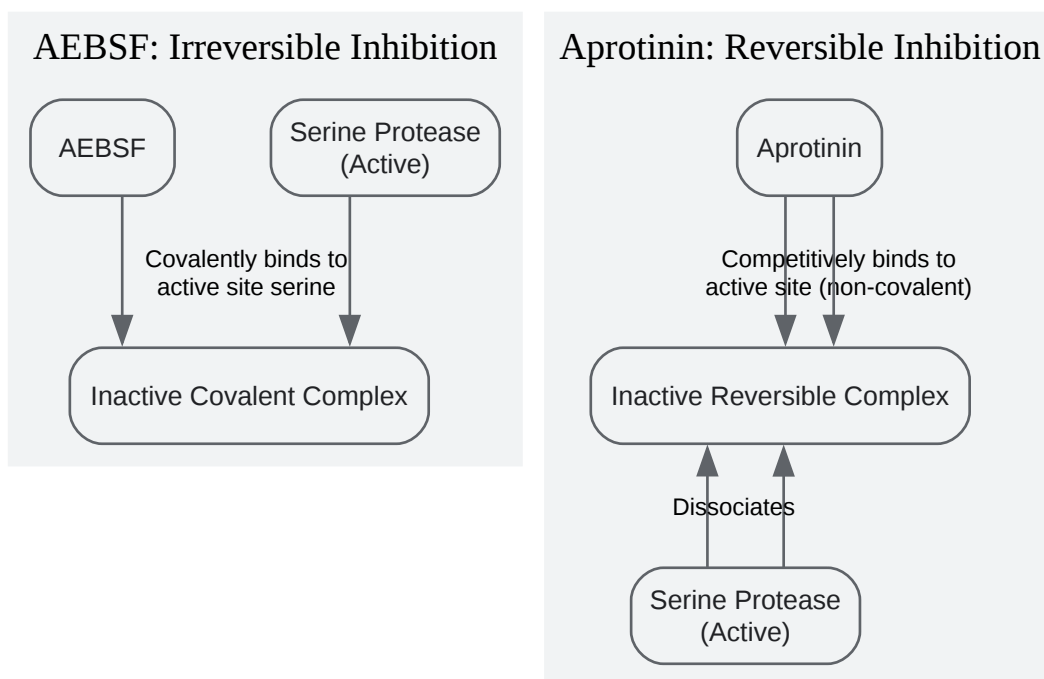 AEBSF: Irreversible Inhibition
AEBSF
Serine Protease
(Active)
Covalently binds to
active site serine
Inactive Covalent Complex
Aprotinin: Reversible Inhibition
Aprotinin
Competitively binds to
active site (non-covalent)
Inactive Reversible Complex
Dissociates
Serine Protease
(Active)